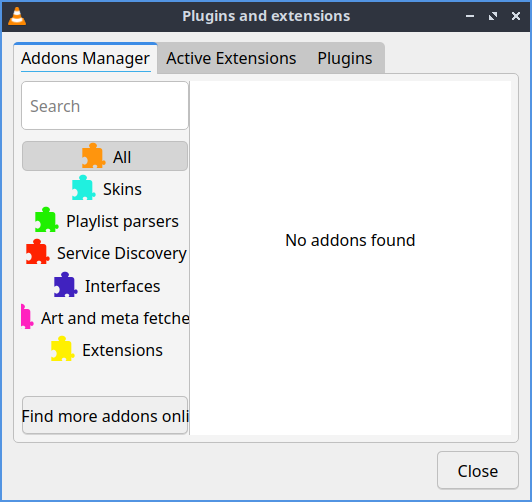 Plugins and extensions
Addons Manager Active Extensions Plugins
Search
All
Skins
Playlist parsers
Service Discovery
Interfaces
Art and meta fetche
Extensions
No addons found
Find more addons onli
Close